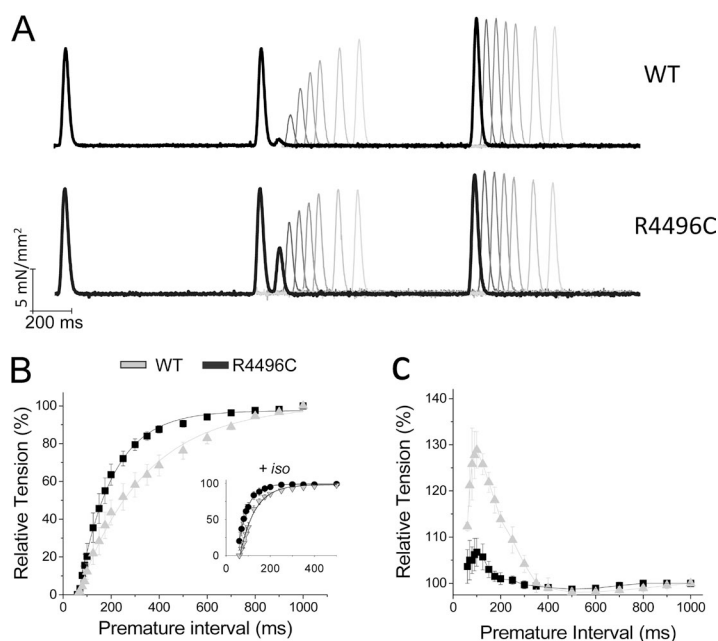 A
WT
R4496C
5 mN/mm²
200 ms
B
WT
R4496C
C
Relative Tension (%)
100
80
60
40
20
0
200 400 600 800 1000
Premature interval (ms)
+ iso
100
50
0
200 400
Relative Tension (%)
140
130
120
110
100
0 200 400 600 800 1000
Premature Interval (ms)